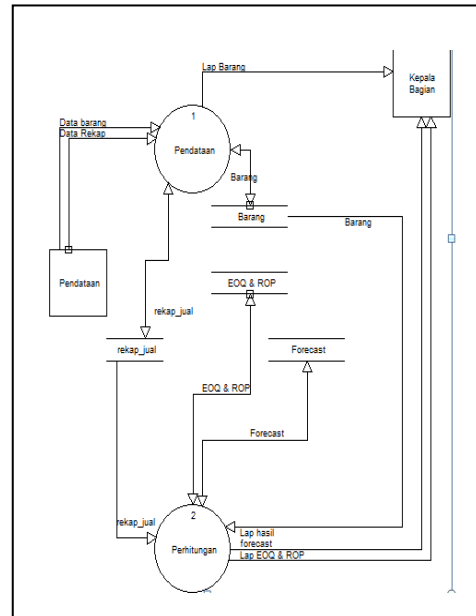 Lap Barang
Kepala
Bagian
1
Pendataan
Data barang
Data Rekap
Barang
Barang
Barang
Pendataan
EOQ & ROP
rekap_jual
rekap_jual
Forecast
EOQ & ROP
Forecast
2
Perhitungan
rekap_jual
Lap hasil
forecast
Lap EOQ & ROP